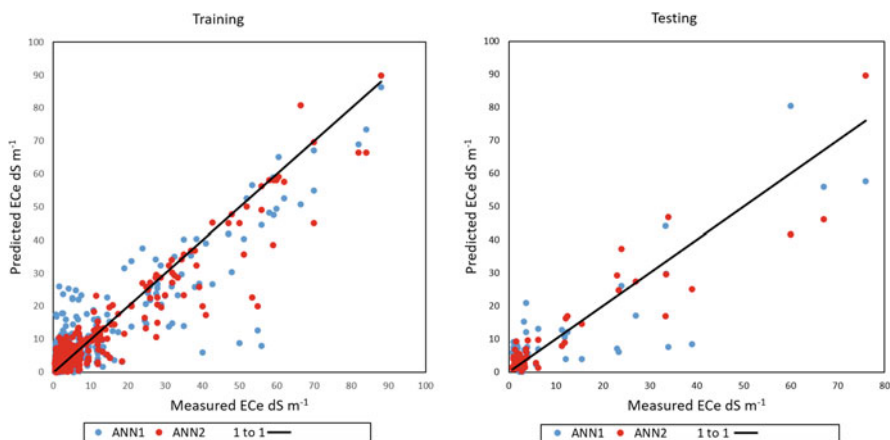 Training
Predicted ECe dS m⁻¹
100
90
80
70
60
50
40
30
20
10
0
0 10 20 30 40 50 60 70 80 90 100
Measured ECe dS m⁻¹
ANN1 ANN2 1 to 1
Testing
Predicted ECe dS m⁻¹
100
90
80
70
60
50
40
30
20
10
0
0 10 20 30 40 50 60 70 80
Measured ECe dS m⁻¹
ANN1 ANN2 1 to 1